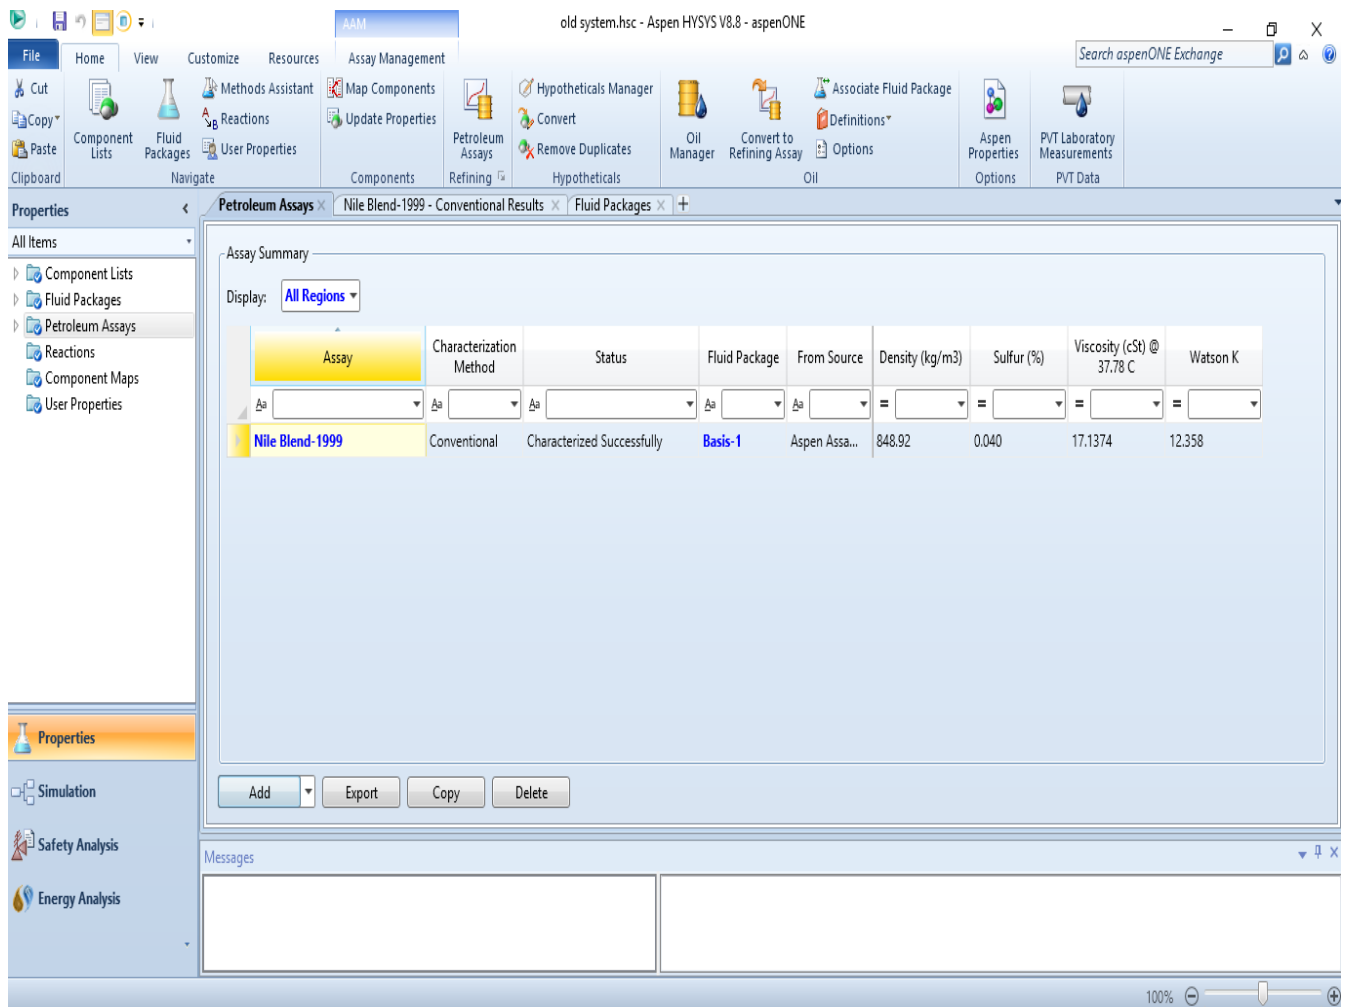 AAM
old system.hsc - Aspen HYSYS V8.8 - aspenONE
File Home View Customize Resources Assay Management
Search aspenONE Exchange
Cut
Copy
Paste
Clipboard
Component Lists
Fluid Packages
Methods Assistant
Reactions
User Properties
Navigate
Map Components
Update Properties
Components
Petroleum Assays
Refining
Hypotheticals Manager
Convert
Remove Duplicates
Hypotheticals
Oil Manager
Convert to Refining Assay
Associate Fluid Package
Definitions
Options
Oil
Aspen Properties
Options
PVT Laboratory Measurements
PVT Data
Properties
All Items
Component Lists
Fluid Packages
Petroleum Assays
Reactions
Component Maps
User Properties
Properties
Simulation
Safety Analysis
Energy Analysis
Petroleum Assays Nile Blend-1999 - Conventional Results Fluid Packages +
Assay Summary
Display: All Regions
Assay Characterization Method Status Fluid Package From Source Density (kg/m3) Sulfur (%) Viscosity (cSt) @ 37.78 C Watson K
Aa Aa Aa Aa Aa = = = =
Nile Blend-1999 Conventional Characterized Successfully Basis-1 Aspen Assa... 848.92 0.040 17.1374 12.358
Add Export Copy Delete
Messages
100%